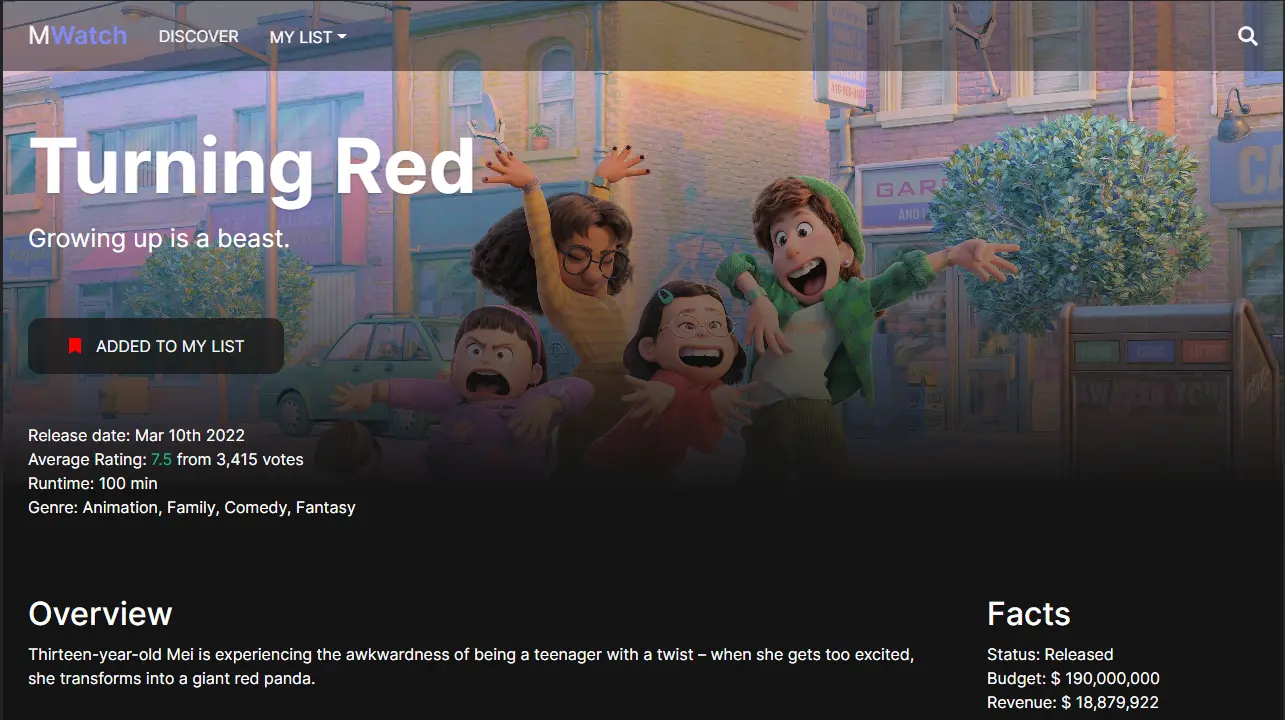 MWatch DISCOVER MY LIST
Turning Red
Growing up is a beast.
ADDED TO MY LIST
Release date: Mar 10th 2022
Average Rating: 7.5 from 3,415 votes
Runtime: 100 min
Genre: Animation, Family, Comedy, Fantasy
Overview
Thirteen-year-old Mei is experiencing the awkwardness of being a teenager with a twist – when she gets too excited,
she transforms into a giant red panda.
Facts
Status: Released
Budget: $ 190,000,000
Revenue: $ 18,879,922